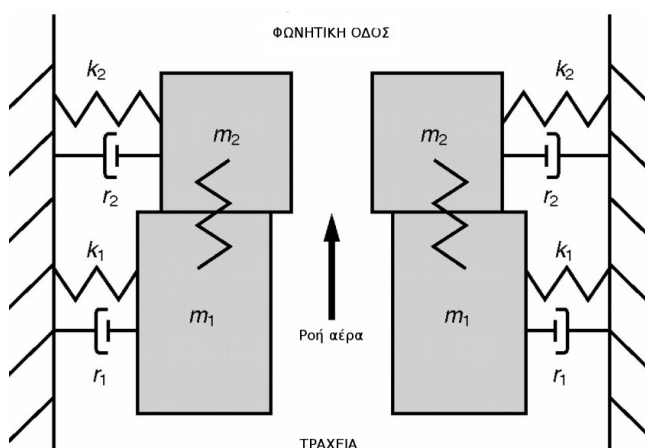 ΦΩΝΗΤΙΚΗ ΟΔΟΣ
k2 k2
m2 m2
r2 r2
k1 k1
m1 Ροή αέρα m1
r1 r1
ΤΡΑΧΕΙΑ